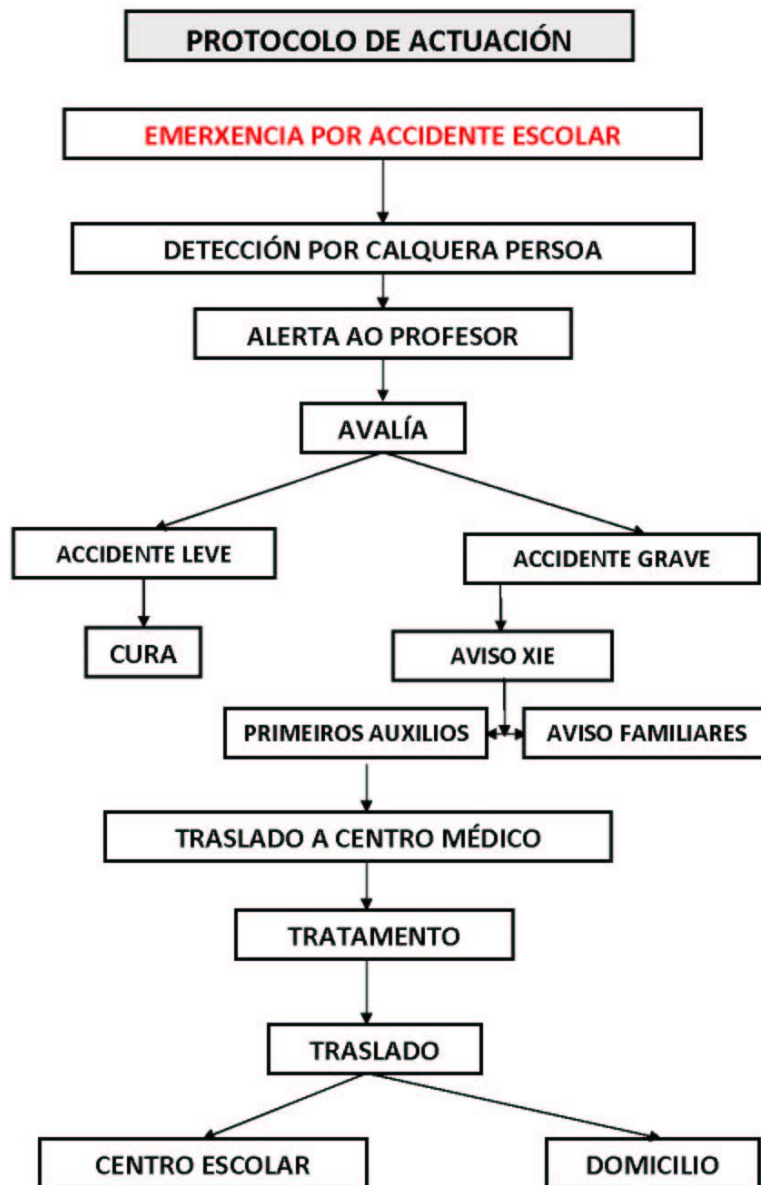 PROTOCOLO DE ACTUACIÓN
EMERXENCIA POR ACCIDENTE ESCOLAR
DETECCIÓN POR CALQUERA PERSOA
ALERTA AO PROFESOR
AVALÍA
ACCIDENTE LEVE
ACCIDENTE GRAVE
CURA
AVISO XIE
PRIMEIROS AUXILIOS
AVISO FAMILIARES
TRASLADO A CENTRO MÉDICO
TRATAMENTO
TRASLADO
CENTRO ESCOLAR
DOMICILIO